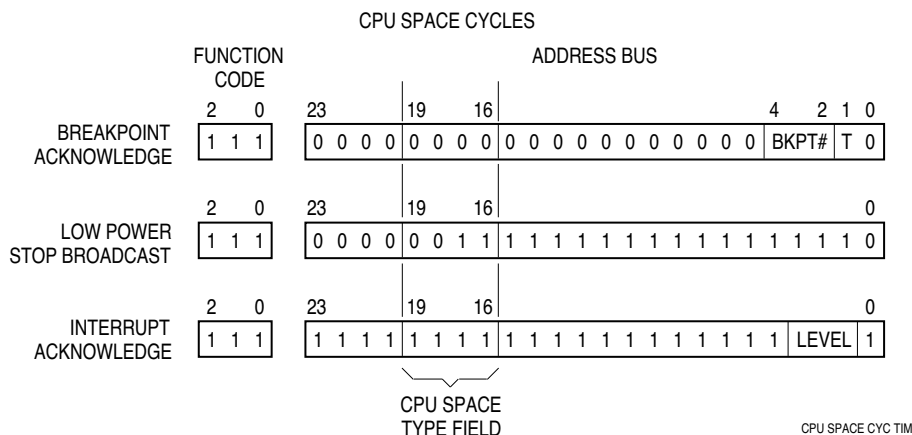 CPU SPACE CYCLES
FUNCTION
CODE
ADDRESS BUS
2 0 23 19 16 4 2 1 0
BREAKPOINT
ACKNOWLEDGE
1 1 1 0 0 0 0 0 0 0 0 0 0 0 0 0 0 0 0 0 0 0 BKPT# T 0
2 0 23 19 16 0
LOW POWER
STOP BROADCAST
1 1 1 0 0 0 0 0 0 1 1 1 1 1 1 1 1 1 1 1 1 1 1 1 1 1 0
2 0 23 19 16 0
INTERRUPT
ACKNOWLEDGE
1 1 1 1 1 1 1 1 1 1 1 1 1 1 1 1 1 1 1 1 1 1 1 LEVEL 1
CPU SPACE
TYPE FIELD
CPU SPACE CYC TIM